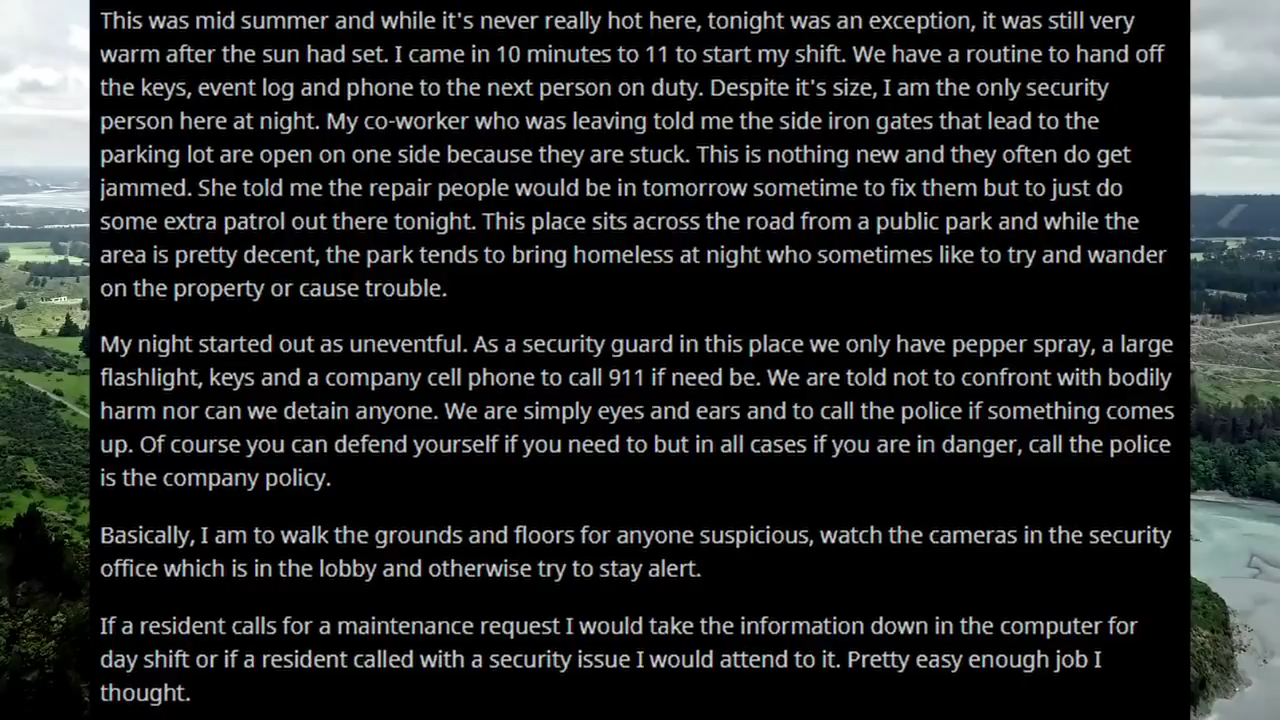 This was mid summer and while it's never really hot here, tonight was an exception, it was still very
warm after the sun had set. I came in 10 minutes to 11 to start my shift. We have a routine to hand off
the keys, event log and phone to the next person on duty. Despite it's size, I am the only security
person here at night. My co-worker who was leaving told me the side iron gates that lead to the
parking lot are open on one side because they are stuck. This is nothing new and they often do get
jammed. She told me the repair people would be in tomorrow sometime to fix them but to just do
some extra patrol out there tonight. This place sits across the road from a public park and while the
area is pretty decent, the park tends to bring homeless at night who sometimes like to try and wander
on the property or cause trouble.
My night started out as uneventful. As a security guard in this place we only have pepper spray, a large
flashlight, keys and a company cell phone to call 911 if need be. We are told not to confront with bodily
harm nor can we detain anyone. We are simply eyes and ears and to call the police if something comes
up. Of course you can defend yourself if you need to but in all cases if you are in danger, call the police
is the company policy.
Basically, I am to walk the grounds and floors for anyone suspicious, watch the cameras in the security
office which is in the lobby and otherwise try to stay alert.
If a resident calls for a maintenance request I would take the information down in the computer for
day shift or if a resident called with a security issue I would attend to it. Pretty easy enough job I
thought.